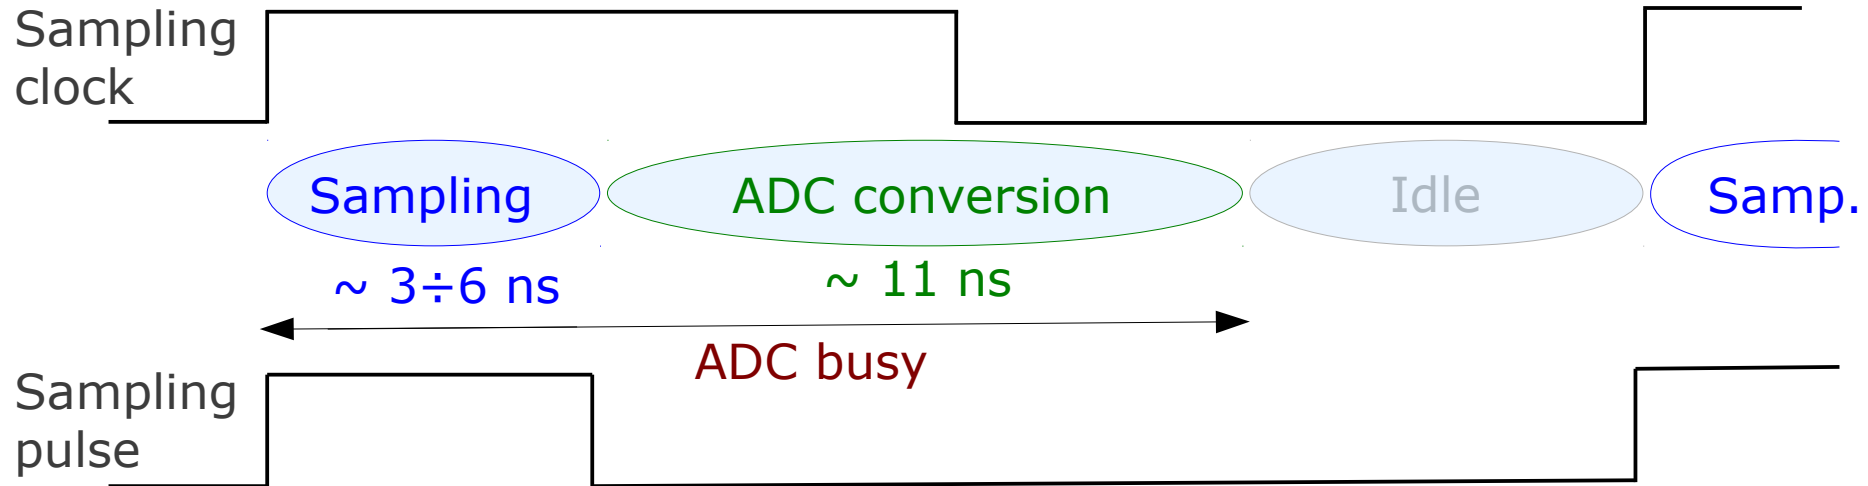 Sampling
clock
Sampling
ADC conversion
Idle
Samp.
~ 3÷6 ns
~ 11 ns
ADC busy
Sampling
pulse